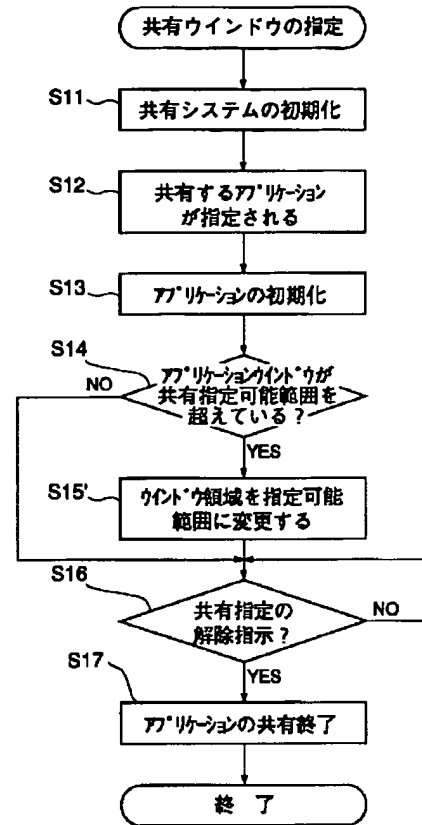 共有ウインドウの指定
S11
共有システムの初期化
S12
共有するアプリケーション
が指定される
S13
アプリケーションの初期化
S14
アプリケーションウインドウが
共有指定可能範囲を
超えている?
NO
YES
S15'
ウインドウ領域を指定可能
範囲に変更する
S16
共有指定の
解除指示?
NO
YES
S17
アプリケーションの共有終了
終 了